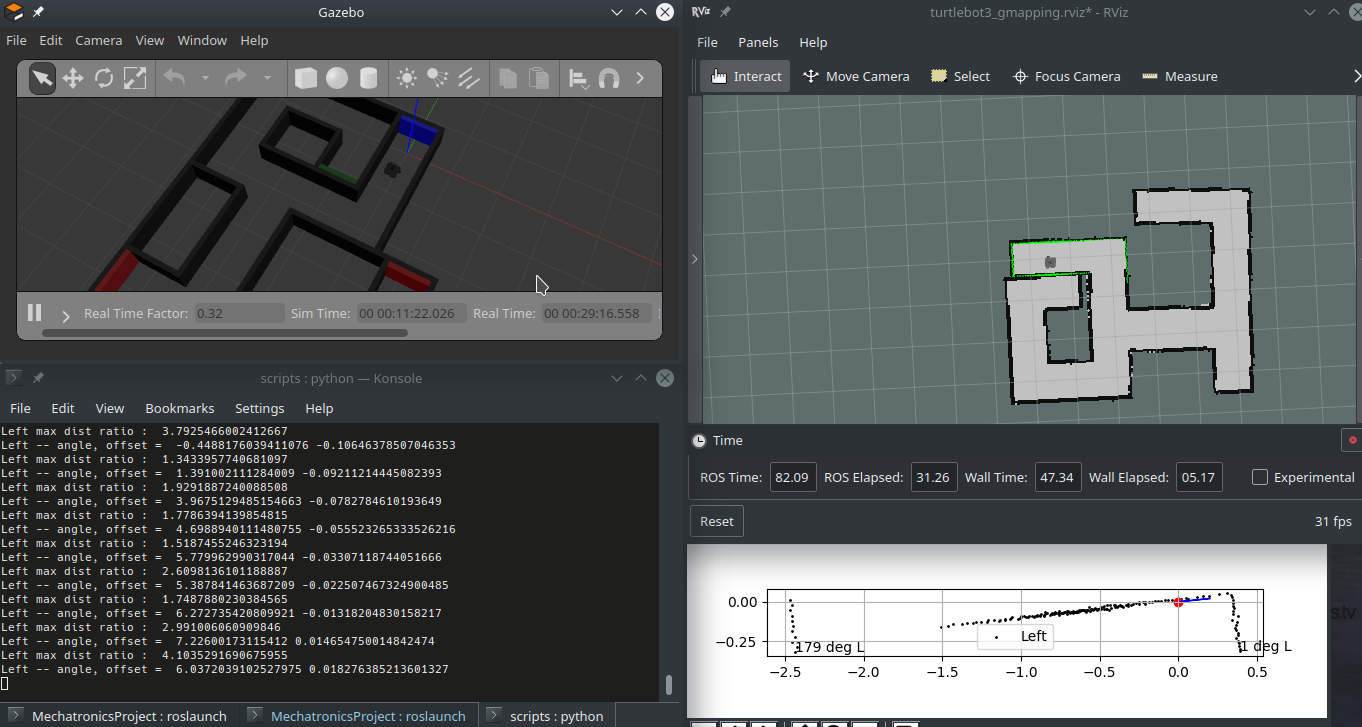 Gazebo
File Edit Camera View Window Help
Real Time Factor: 0.32 Sim Time: 00 00:11:22.026 Real Time: 00 00:29:16.558
RViz turtlebot3_gmapping.rviz* - RViz
File Panels Help
Interact Move Camera Select Focus Camera Measure
scripts : python — Konsole
File Edit View Bookmarks Settings Help
Left max dist ratio : 3.7925466002412667
Left -- angle, offset = -0.4488176039411076 -0.10646378507046353
Left max dist ratio : 1.3433957740681097
Left -- angle, offset = 1.391002111284009 -0.09211214445082393
Left max dist ratio : 1.9291887240088508
Left -- angle, offset = 3.9675129485154663 -0.0782784610193649
Left max dist ratio : 1.7786394139854815
Left -- angle, offset = 4.6988940111480755 -0.055523265333526216
Left max dist ratio : 1.5187455246323194
Left -- angle, offset = 5.779962990317044 -0.03307118744051666
Left max dist ratio : 2.6098136101188887
Left -- angle, offset = 5.387841463687209 -0.022507467324900485
Left max dist ratio : 1.7487880230384565
Left -- angle, offset = 6.272735420809921 -0.01318204830158217
Left max dist ratio : 2.991006060909846
Left -- angle, offset = 7.22600173115412 0.014654750014842474
Left max dist ratio : 4.1035291690675955
Left -- angle, offset = 6.0372039102527975 0.018276385213601327
MechatronicsProject : roslaunch MechatronicsProject : roslaunch scripts : python
Time
ROS Time: 82.09 ROS Elapsed: 31.26 Wall Time: 47.34 Wall Elapsed: 05.17 Experimental
Reset 31 fps
0.00
−0.25
179 deg L
Left
1 deg L
−2.5 −2.0 −1.5 −1.0 −0.5 0.0 0.5
s.tv